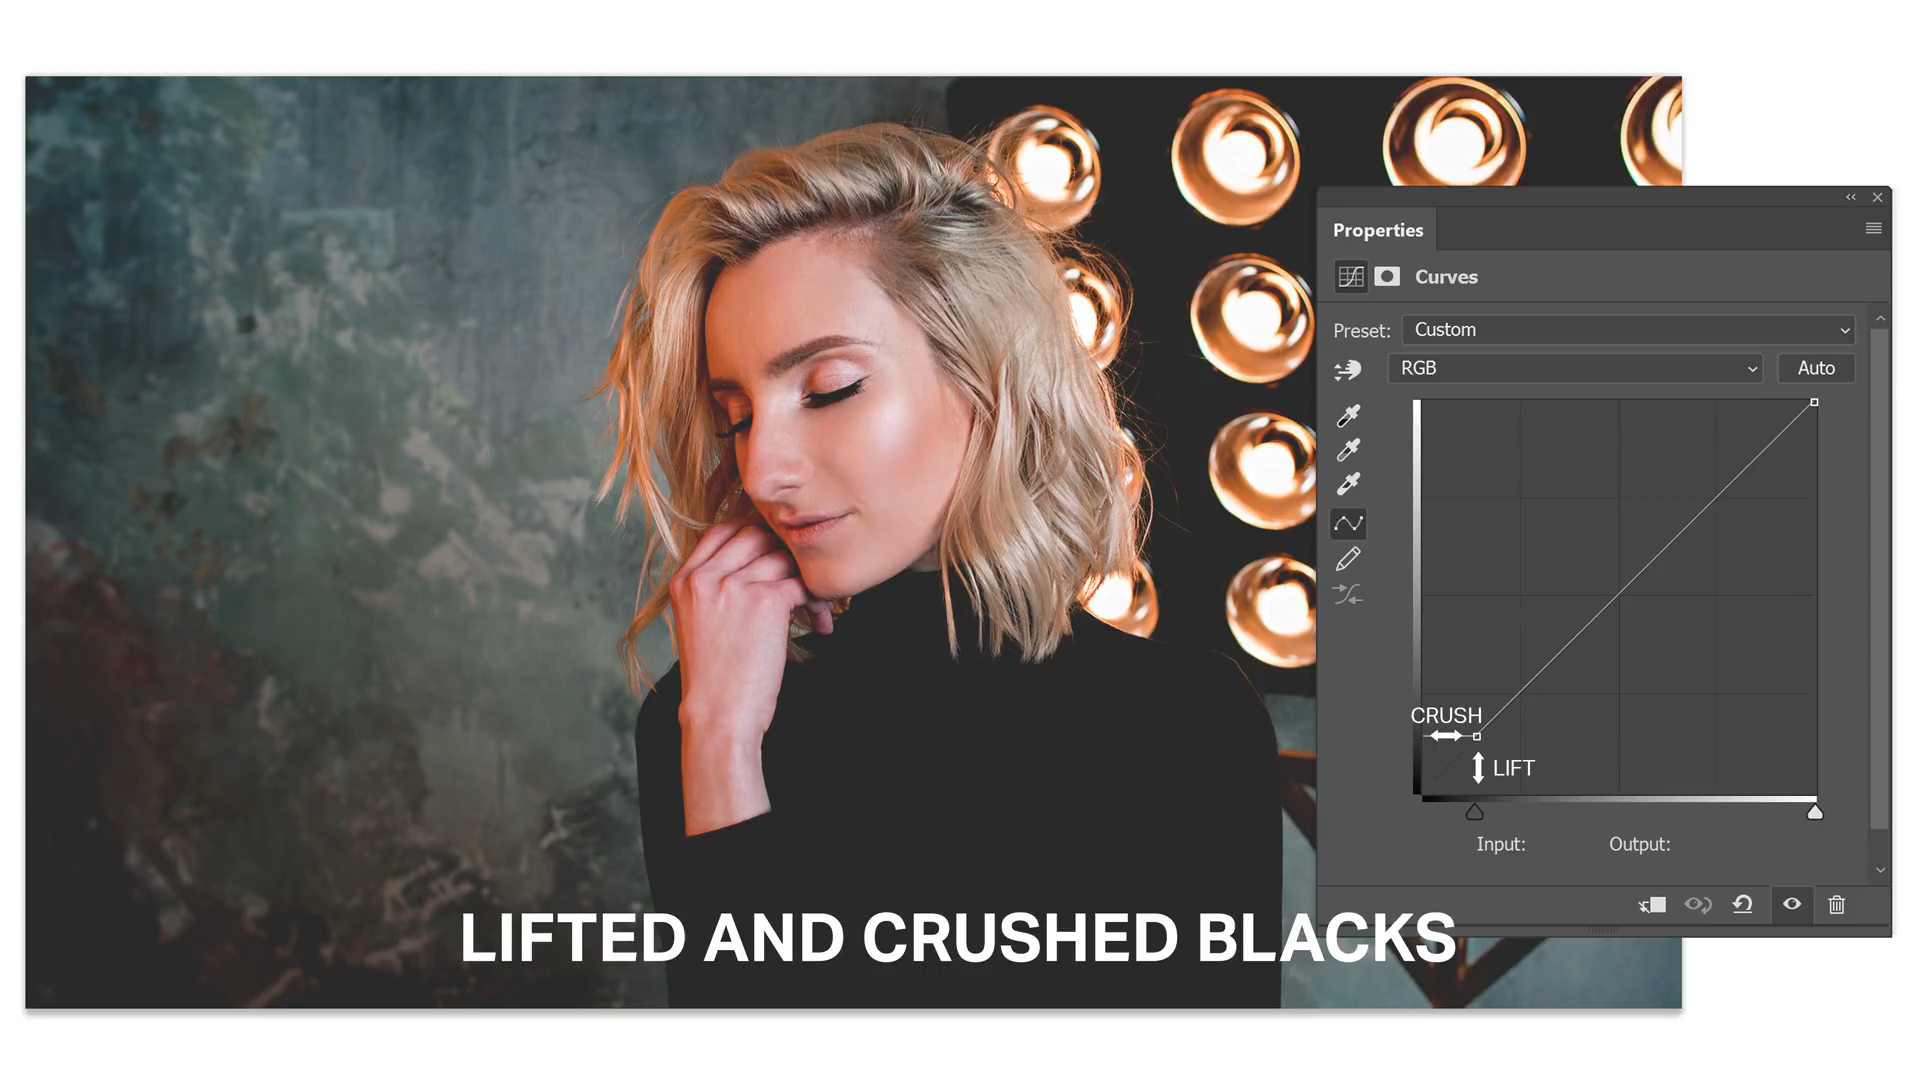 Properties
Curves
Preset: Custom
RGB Auto
CRUSH
LIFT
Input: Output:
LIFTED AND CRUSHED BLACKS